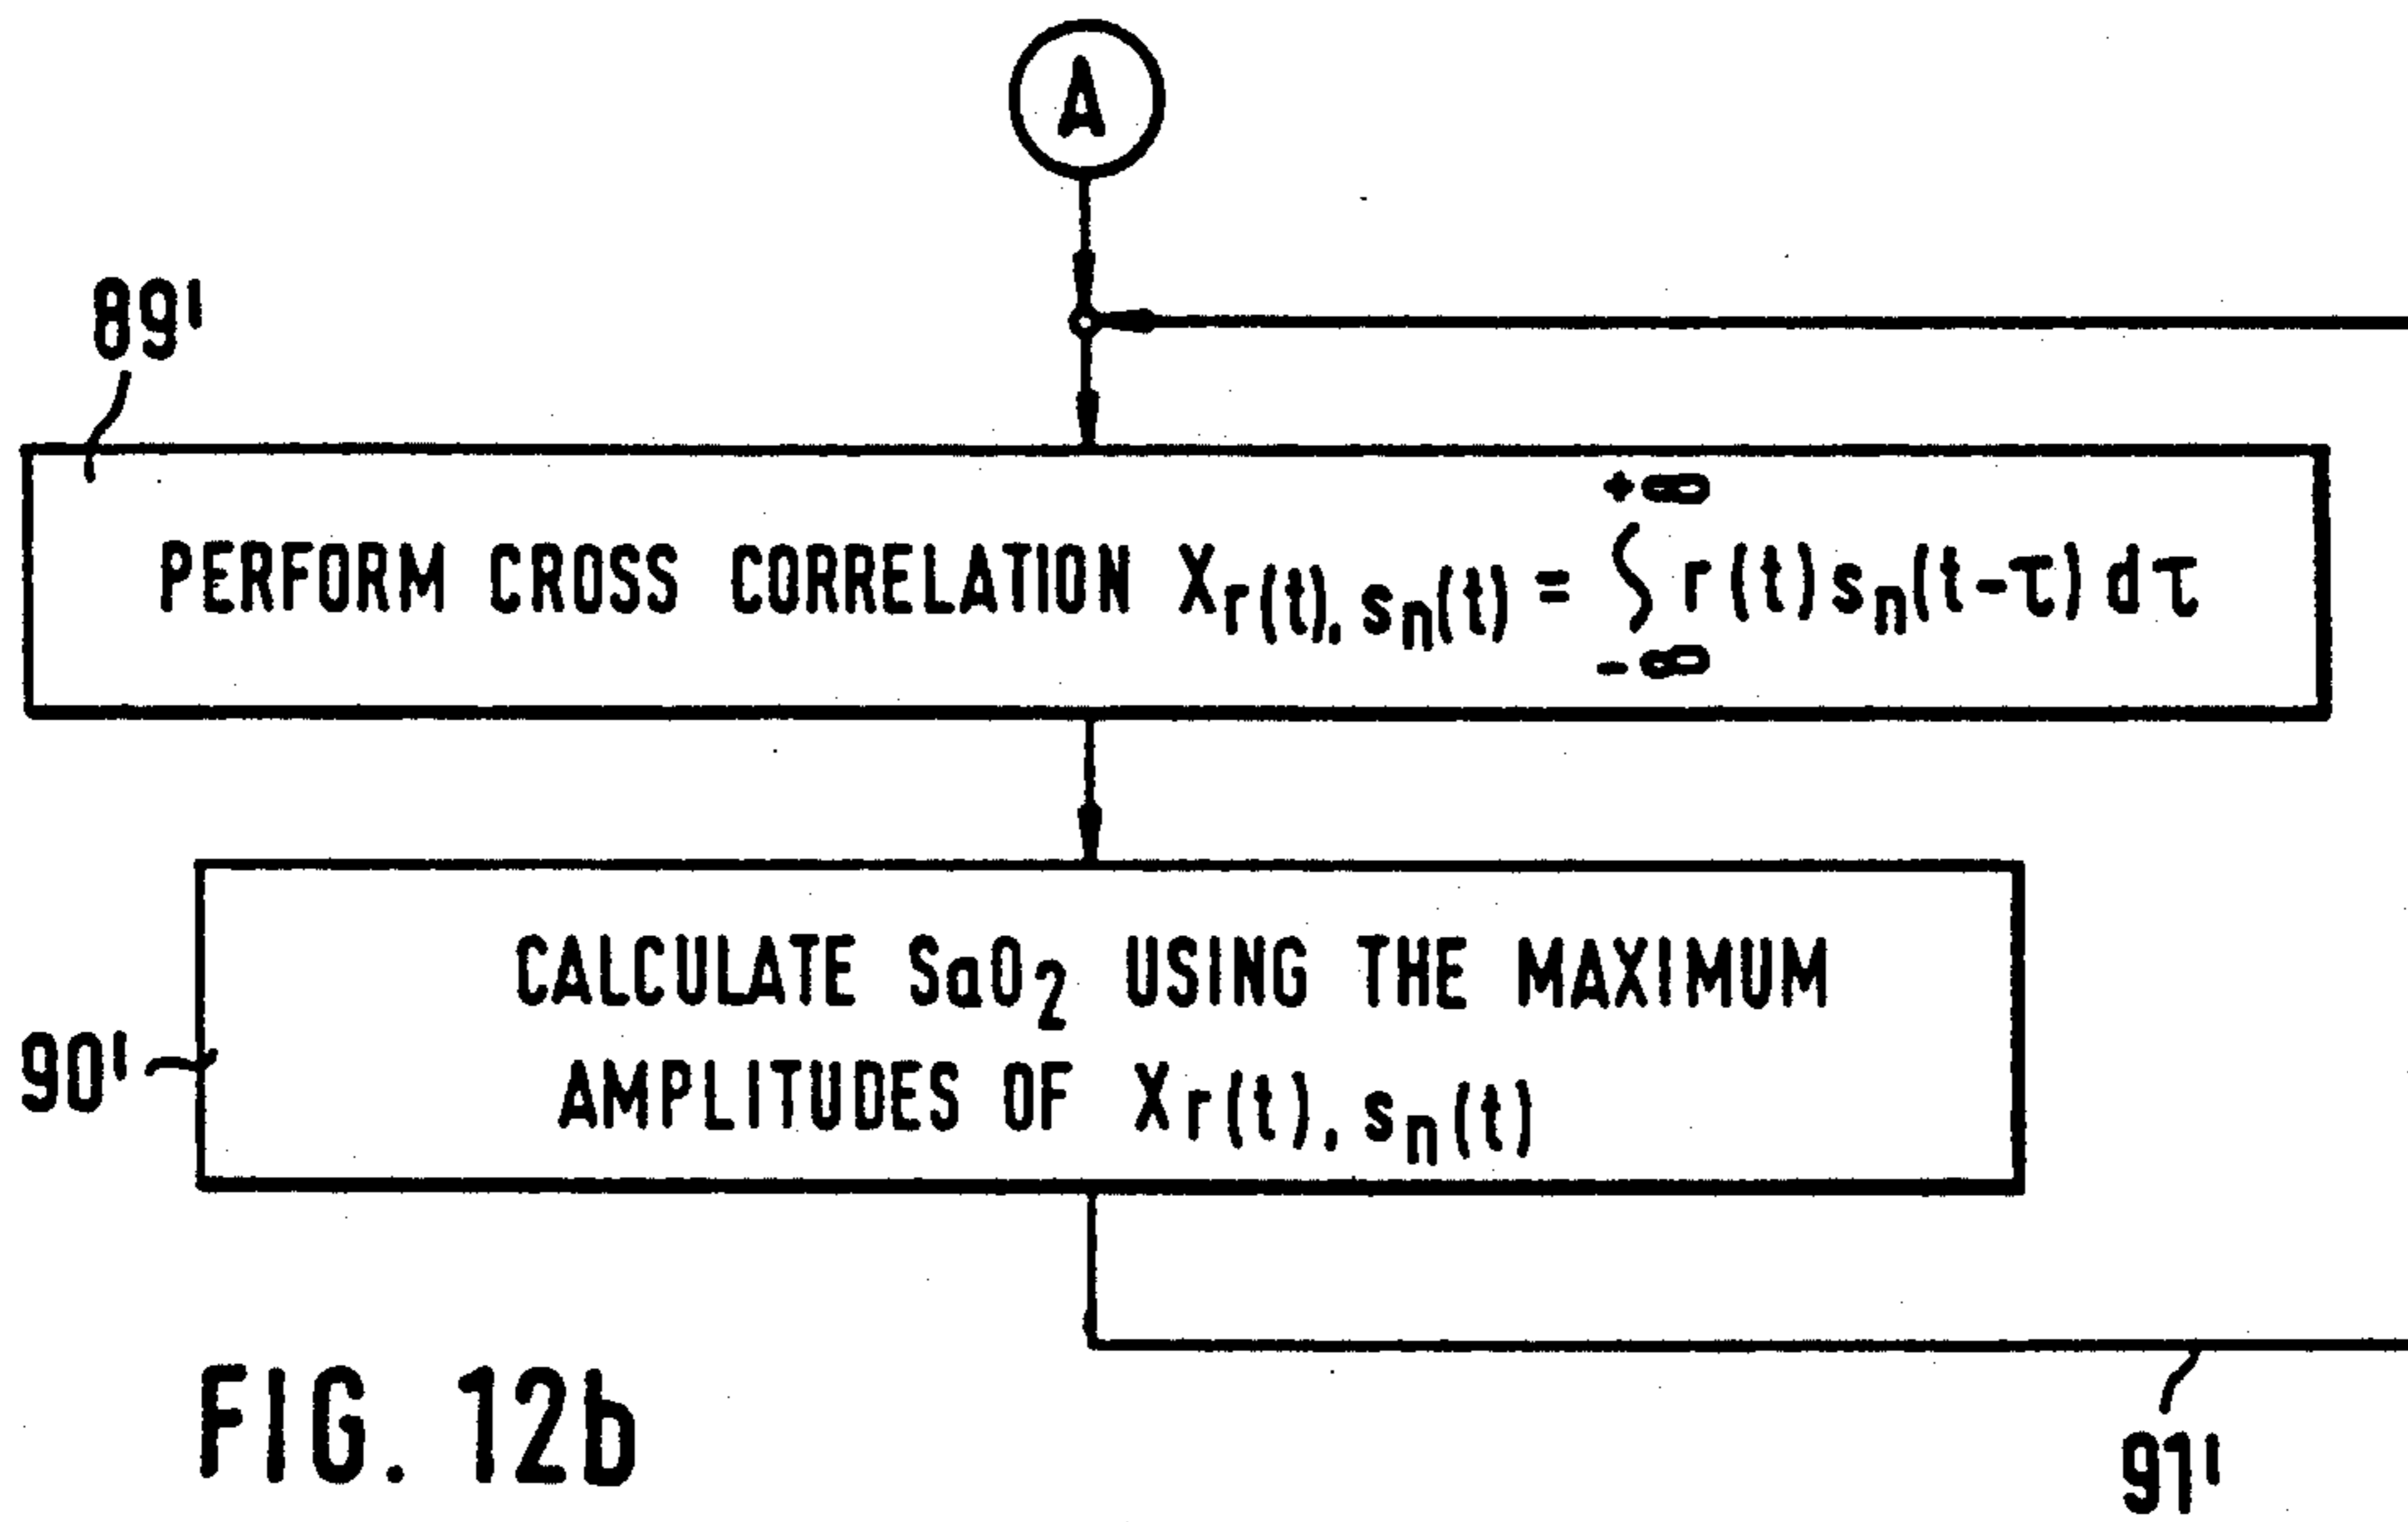 A
89'
PERFORM CROSS CORRELATION Xr(t), sn(t) = ∫ r(t) sn(t-τ) dτ
+∞
-∞
CALCULATE SaO2 USING THE MAXIMUM
AMPLITUDES OF Xr(t), sn(t)
90'
FIG. 12b
91'